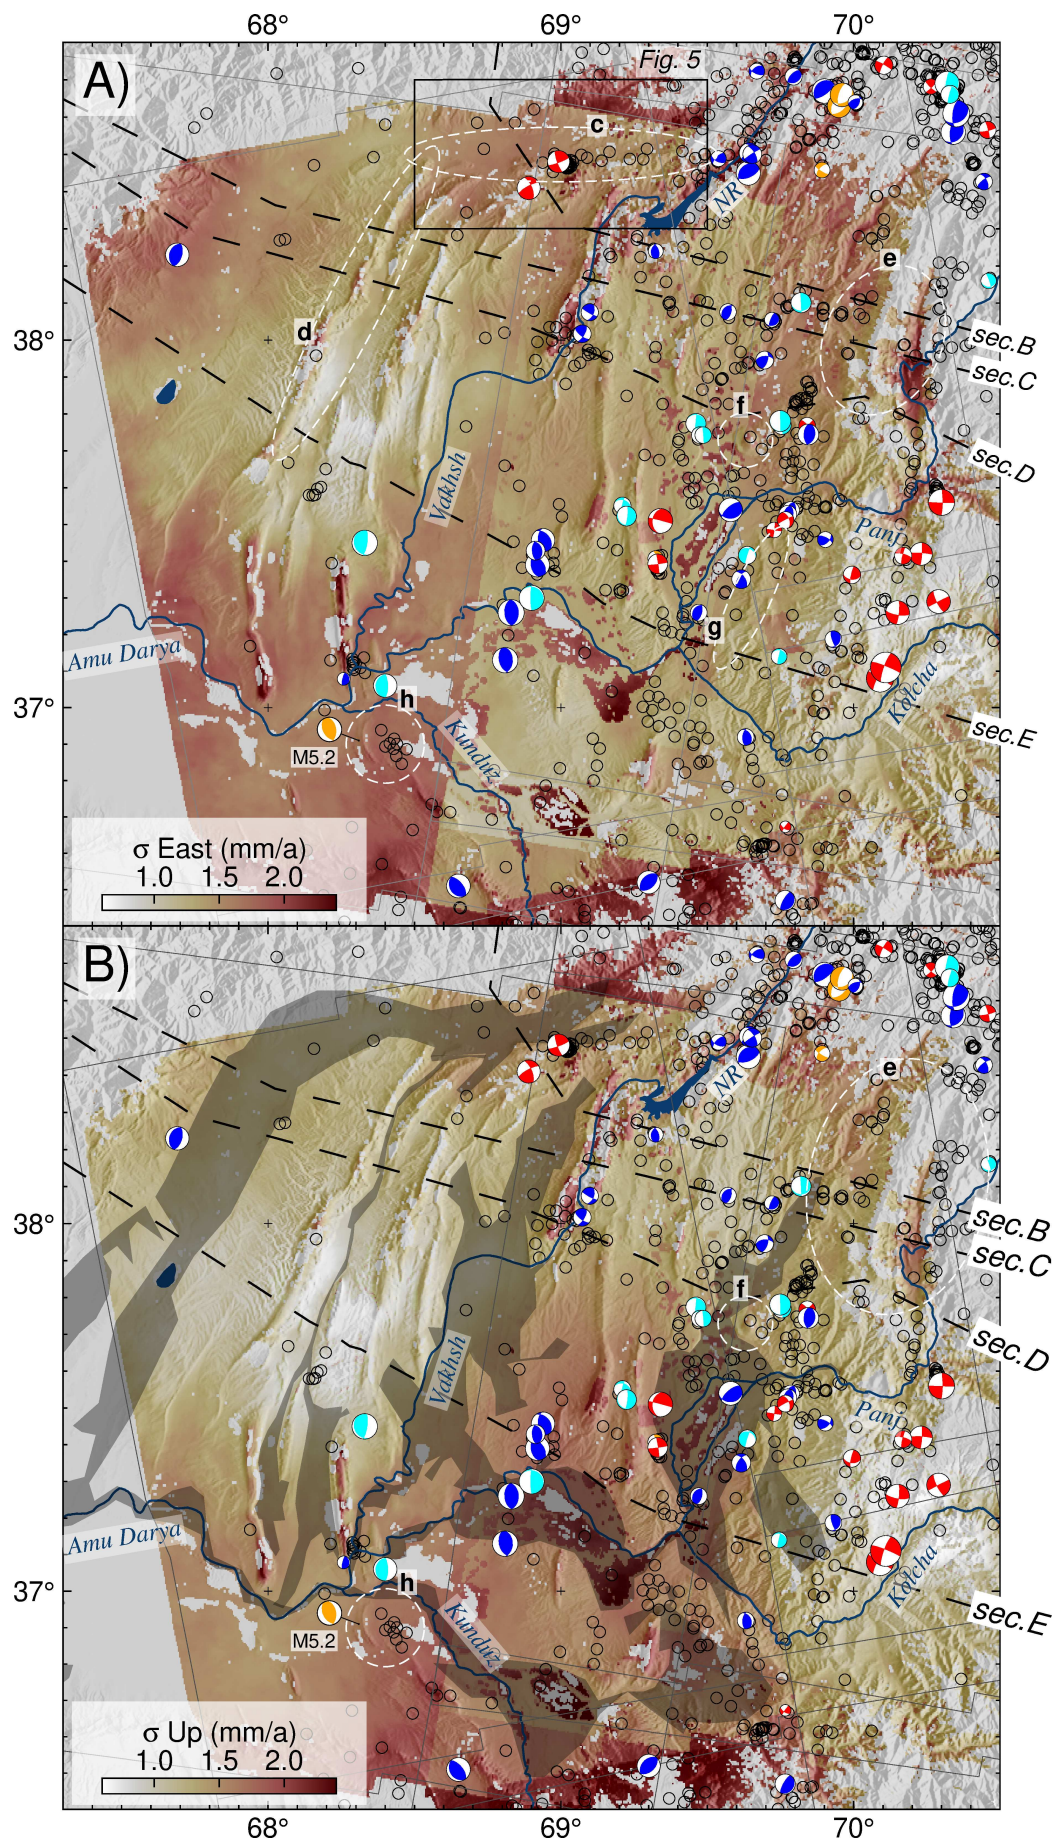 68°
69°
70°
A)
Fig. 5
c
NR
e
d
38°
sec.B
sec.C
f
sec.D
Vakhsh
Panj
g
Amu Darya
h
Kolcha
37°
M5.2
Kunduz
sec.E
σ East (mm/a)
1.0 1.5 2.0
B)
NR
e
38°
sec.B
sec.C
f
sec.D
Vakhsh
Panj
Amu Darya
h
Kolcha
37°
M5.2
Kunduz
sec.E
σ Up (mm/a)
1.0 1.5 2.0
68°
69°
70°